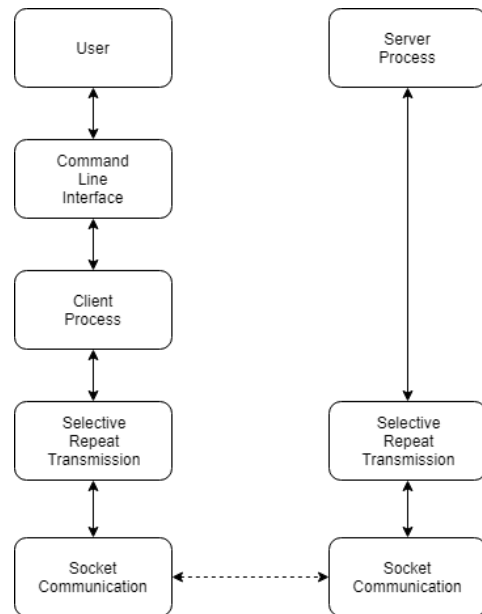 User
Server
Process
Command
Line
Interface
Client
Process
Selective
Repeat
Transmission
Selective
Repeat
Transmission
Socket
Communication
Socket
Communication